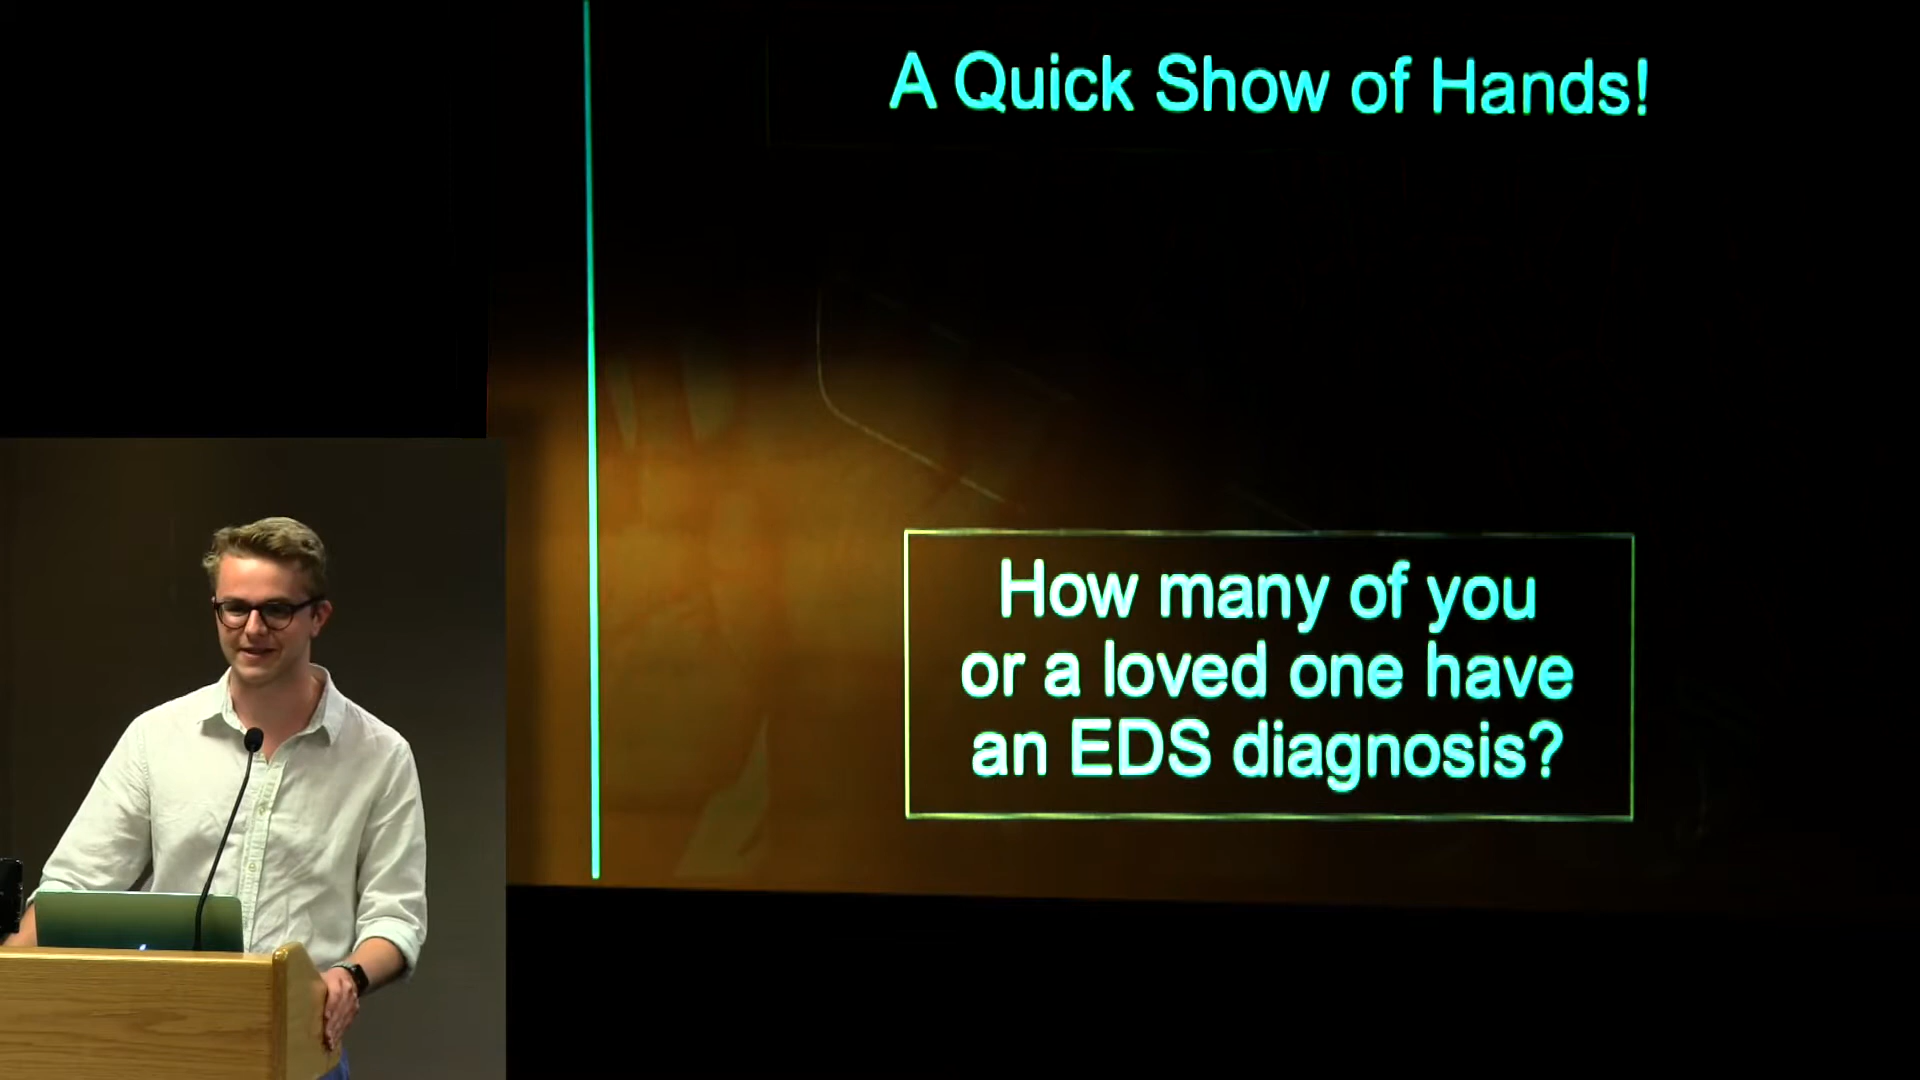 A Quick Show of Hands!
How many of you
or a loved one have
an EDS diagnosis?